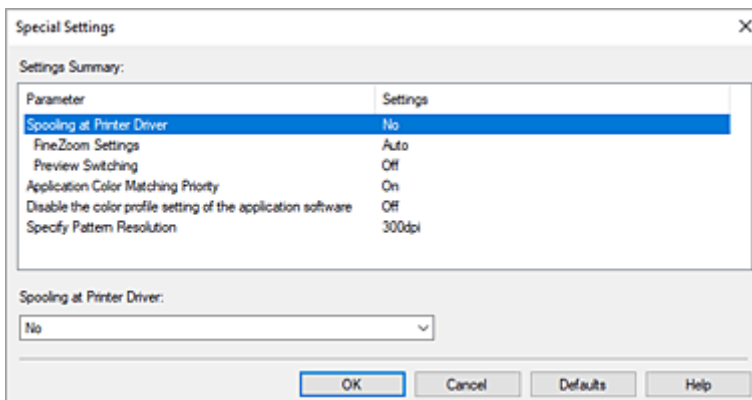 Special Settings
Settings Summary:
Parameter Settings
Spooling at Printer Driver No
FineZoom Settings Auto
Preview Switching Off
Application Color Matching Priority On
Disable the color profile setting of the application software Off
Specify Pattern Resolution 300dpi
Spooling at Printer Driver:
No
OK Cancel Defaults Help